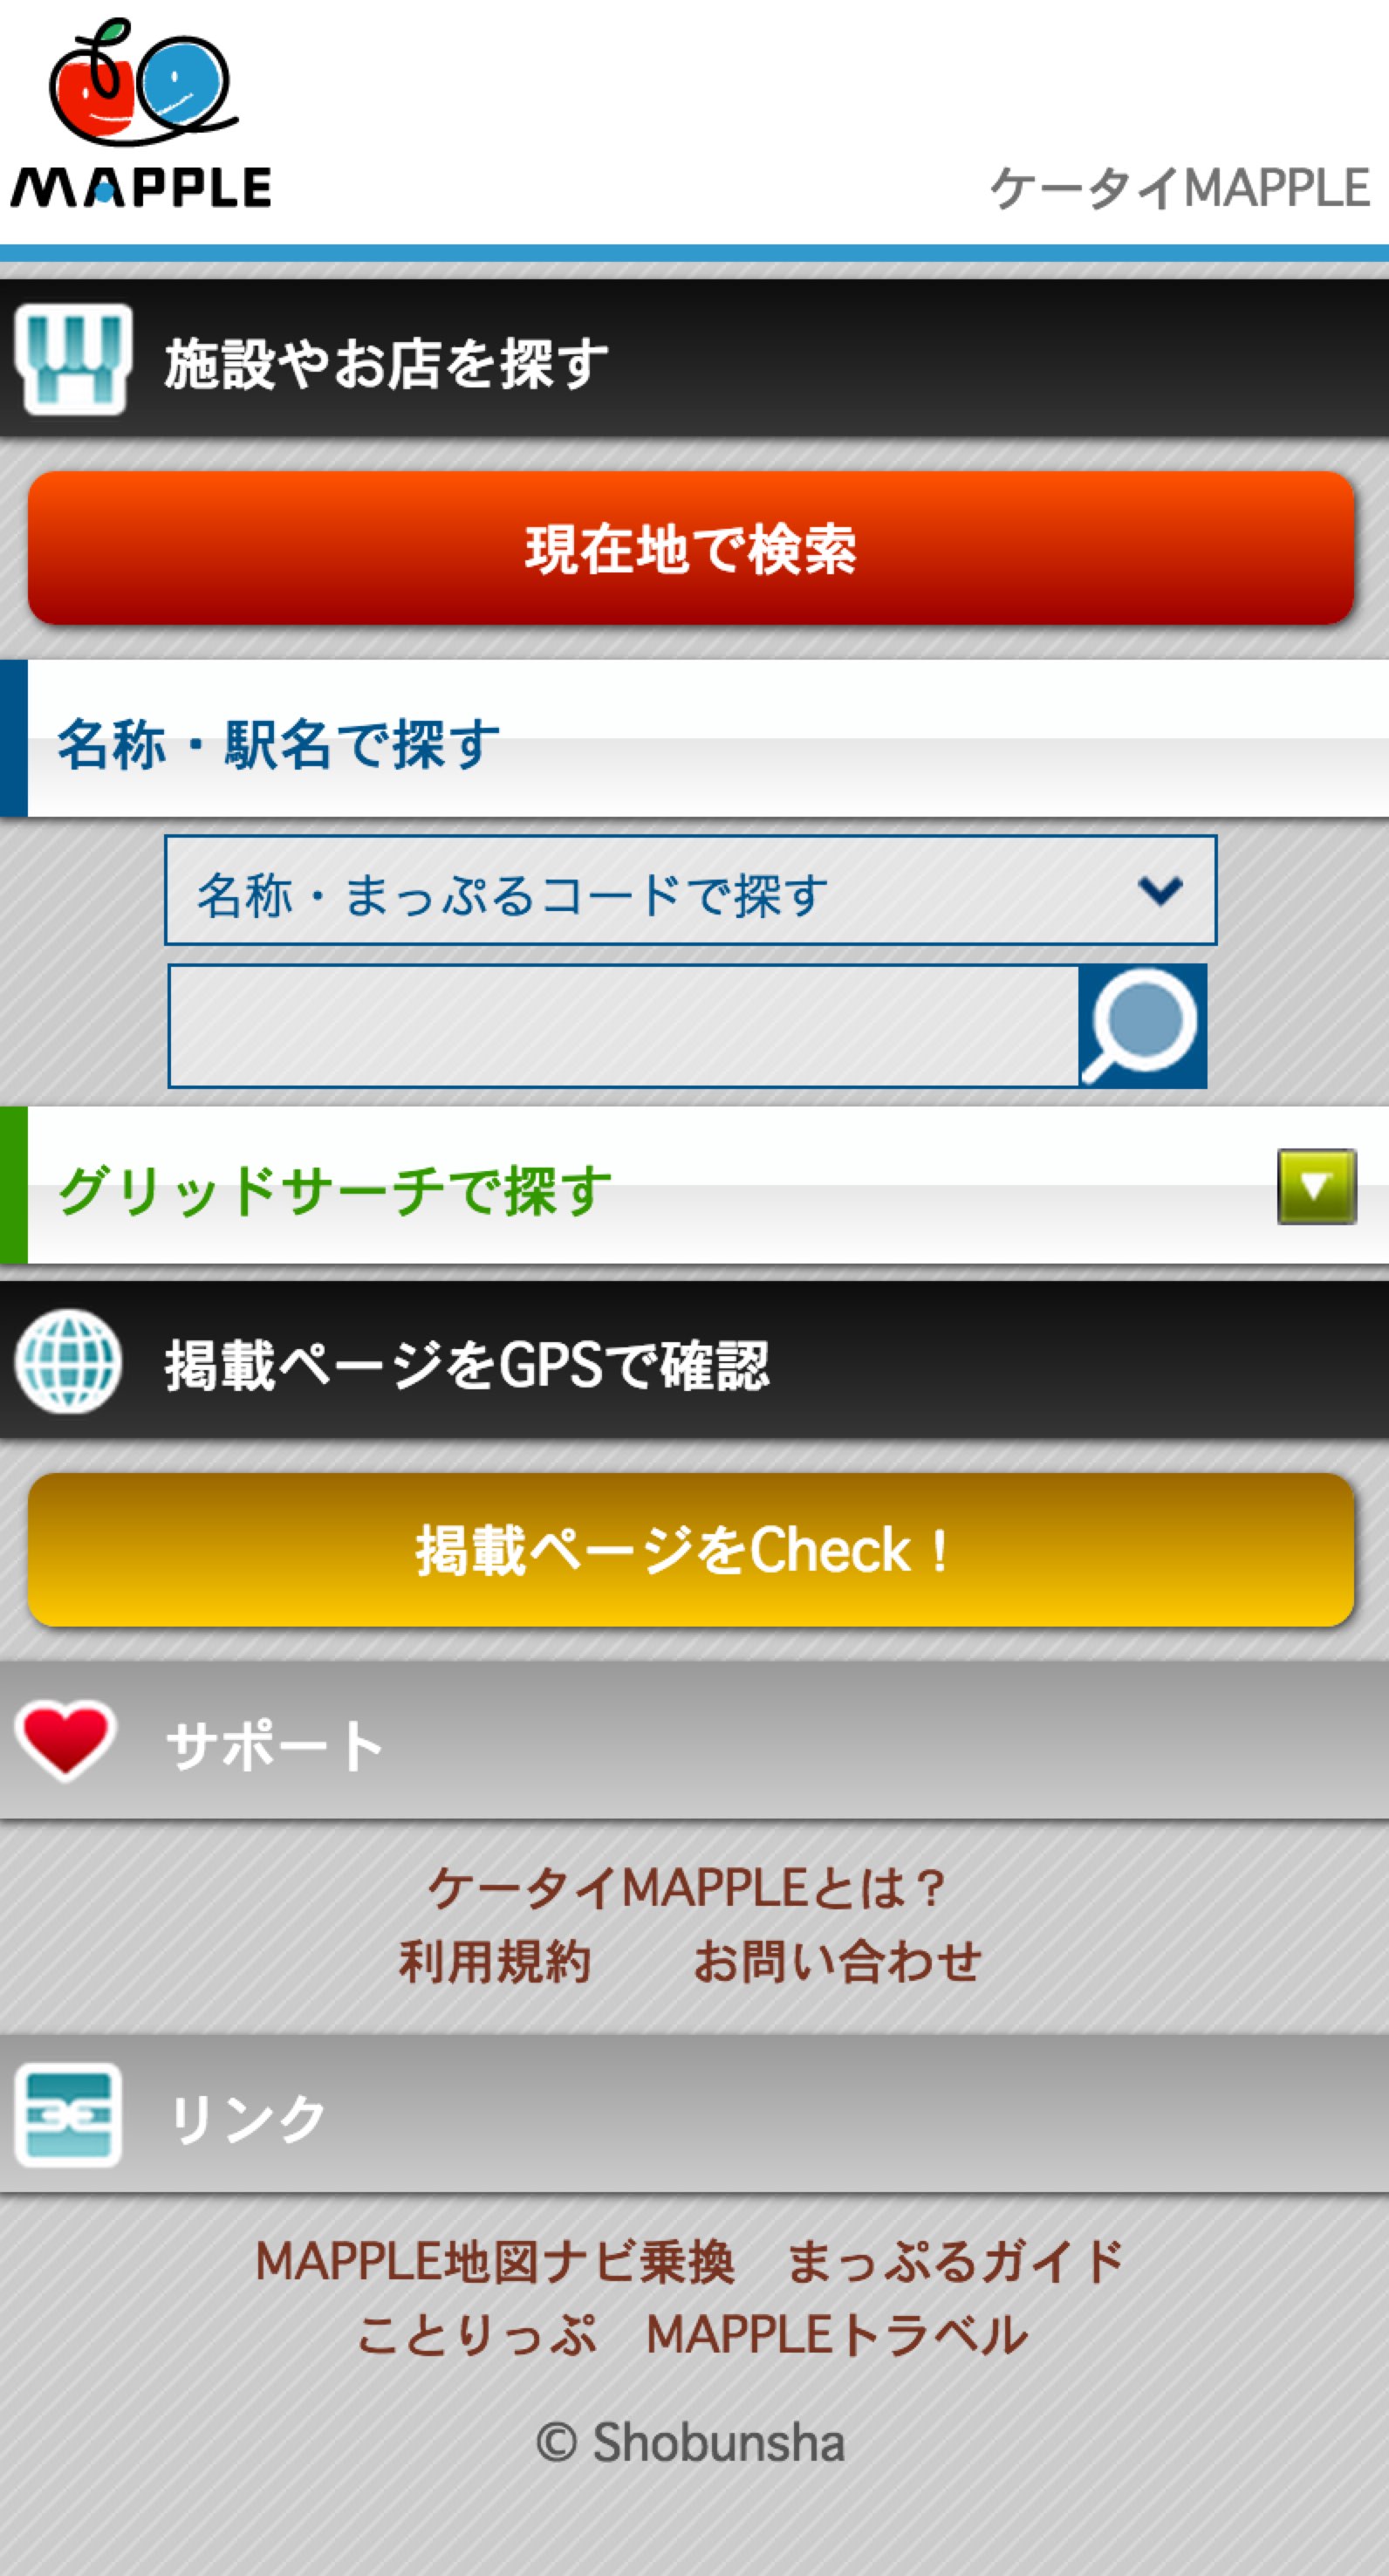 MAPPLE
ケータイMAPPLE
施設やお店を探す
現在地で検索
名称・駅名で探す
名称・まっぷるコードで探す
グリッドサーチで探す
掲載ページをGPSで確認
掲載ページをCheck！
サポート
ケータイMAPPLEとは？
利用規約　　お問い合わせ
リンク
MAPPLE地図ナビ乗換　まっぷるガイド
ことりっぷ　MAPPLEトラベル
© Shobunsha